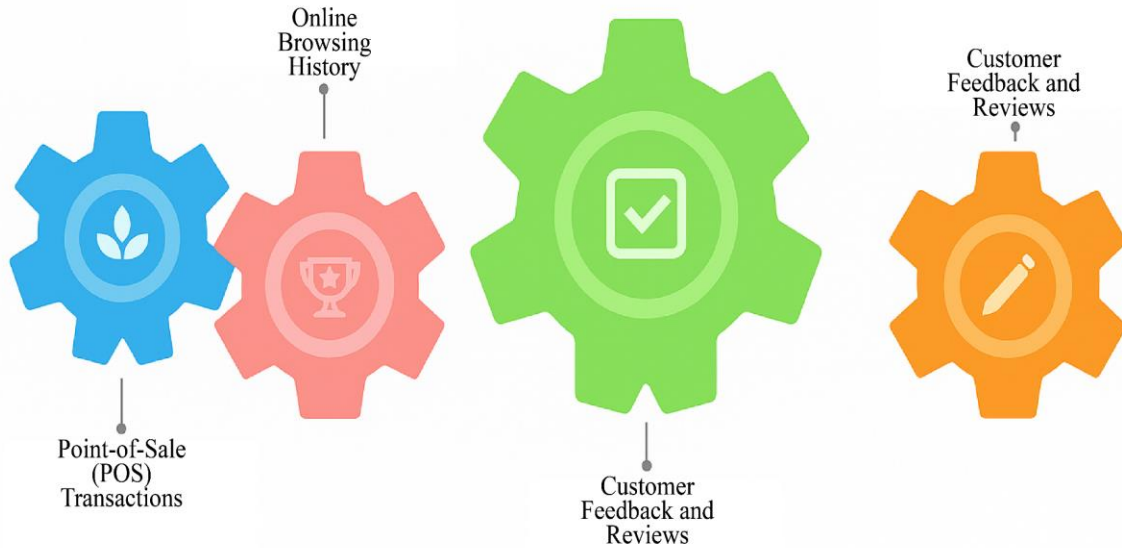 Online
Browsing
History
Customer
Feedback and
Reviews
Point-of-Sale
(POS)
Transactions
Customer
Feedback and
Reviews